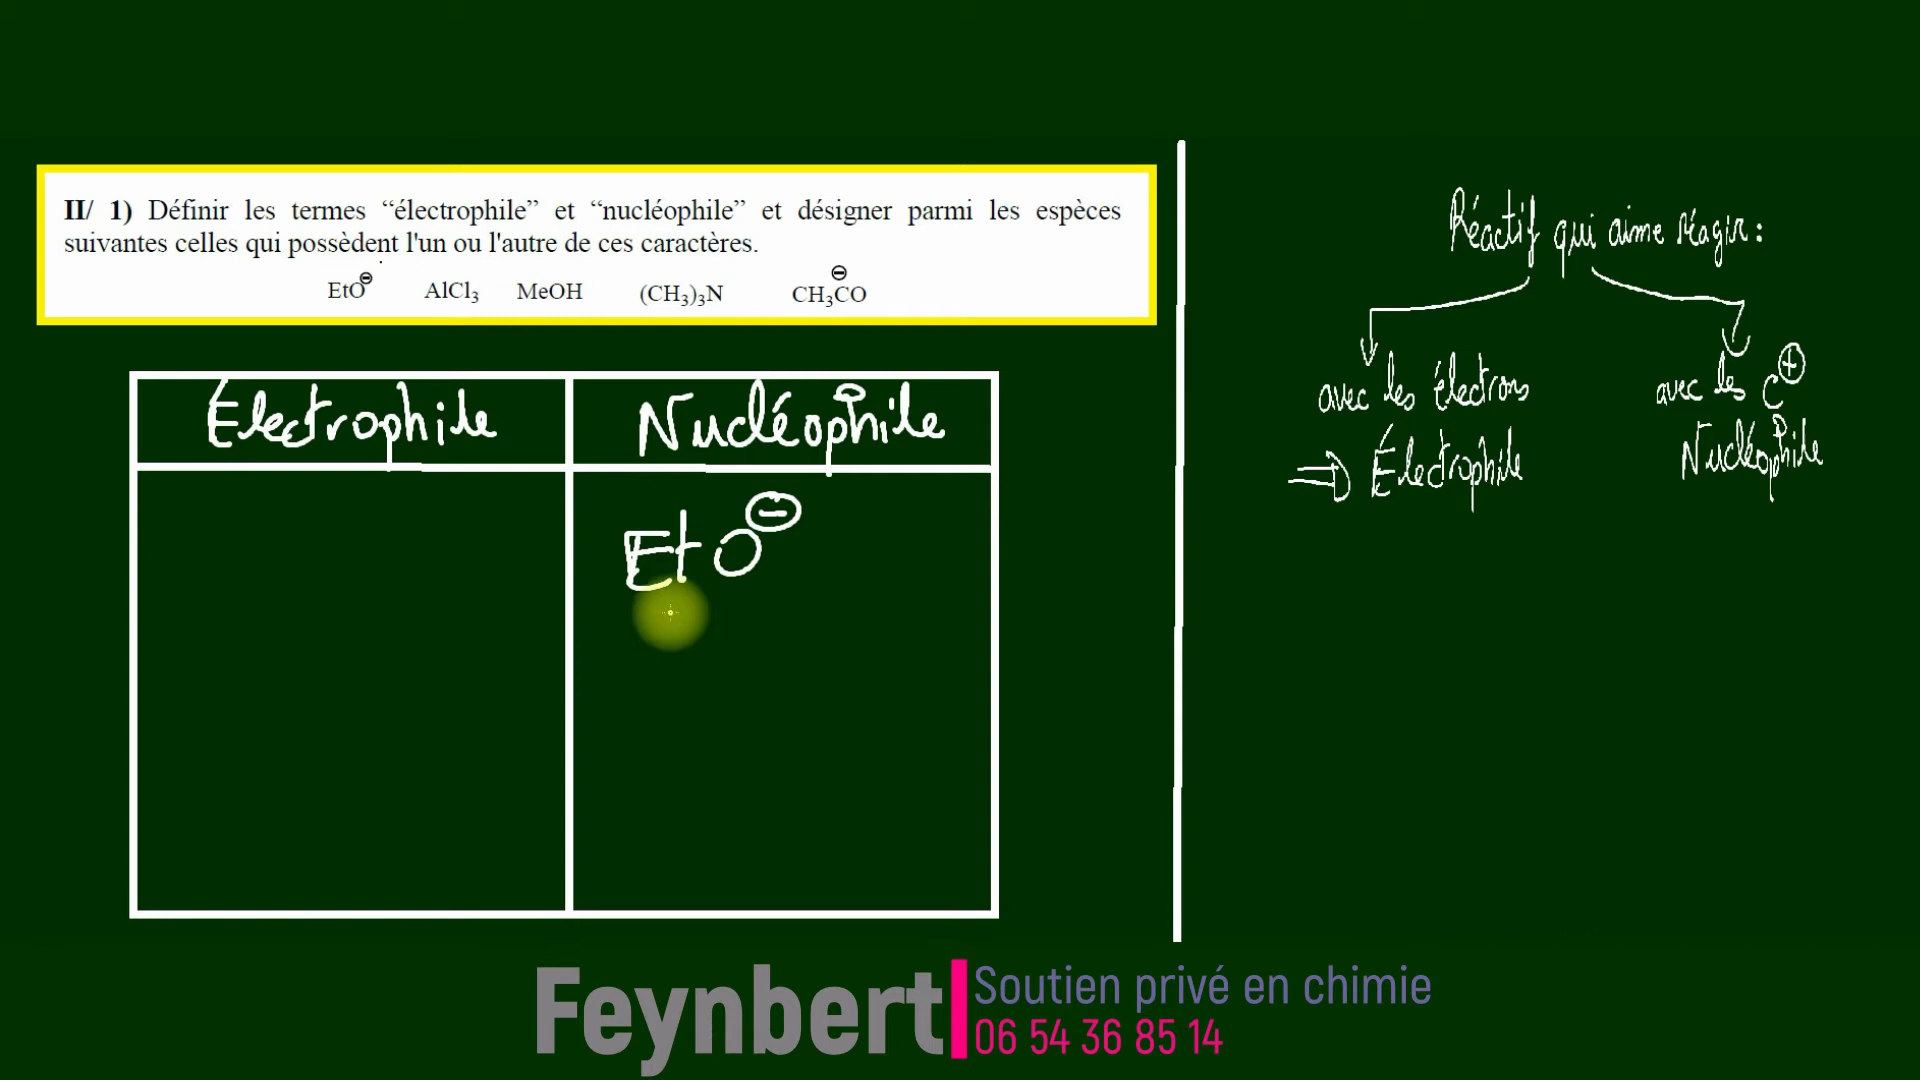 II/ 1) Définir les termes “électrophile” et “nucléophile” et désigner parmi les espèces
suivantes celles qui possèdent l'un ou l'autre de ces caractères.
EtO⊖ AlCl₃ MeOH (CH₃)₃N CH₃CO⊖
Électrophile Nucléophile
EtO⊖
Réactif qui aime réagir :
avec les électrons
⇒ Électrophile
avec les C⊕
Nucléophile
Feynbert
Soutien privé en chimie
06 54 36 85 14